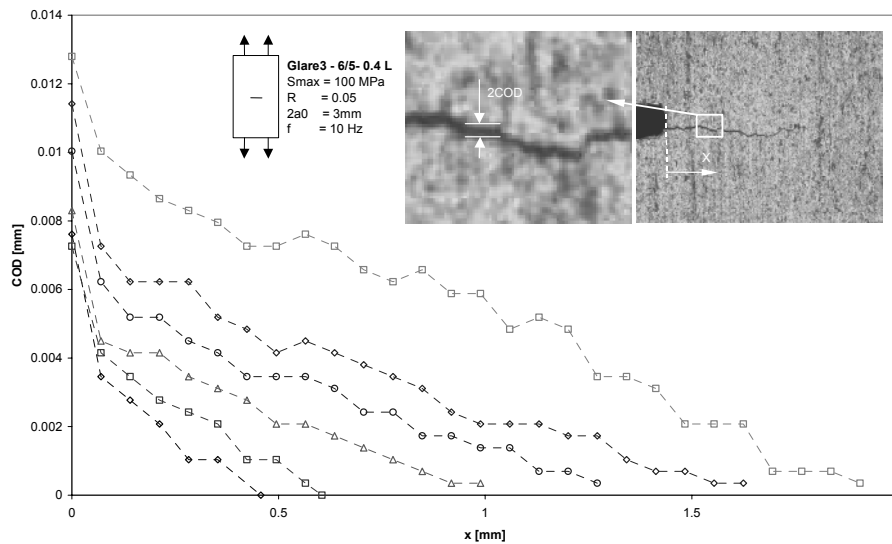 0.014
0.012
0.01
0.008
0.006
0.004
0.002
0
COD [mm]
0
0.5
1
1.5
x [mm]
Glare3 - 6/5- 0.4 L
Smax = 100 MPa
R = 0.05
2a0 = 3mm
f = 10 Hz
2COD
X